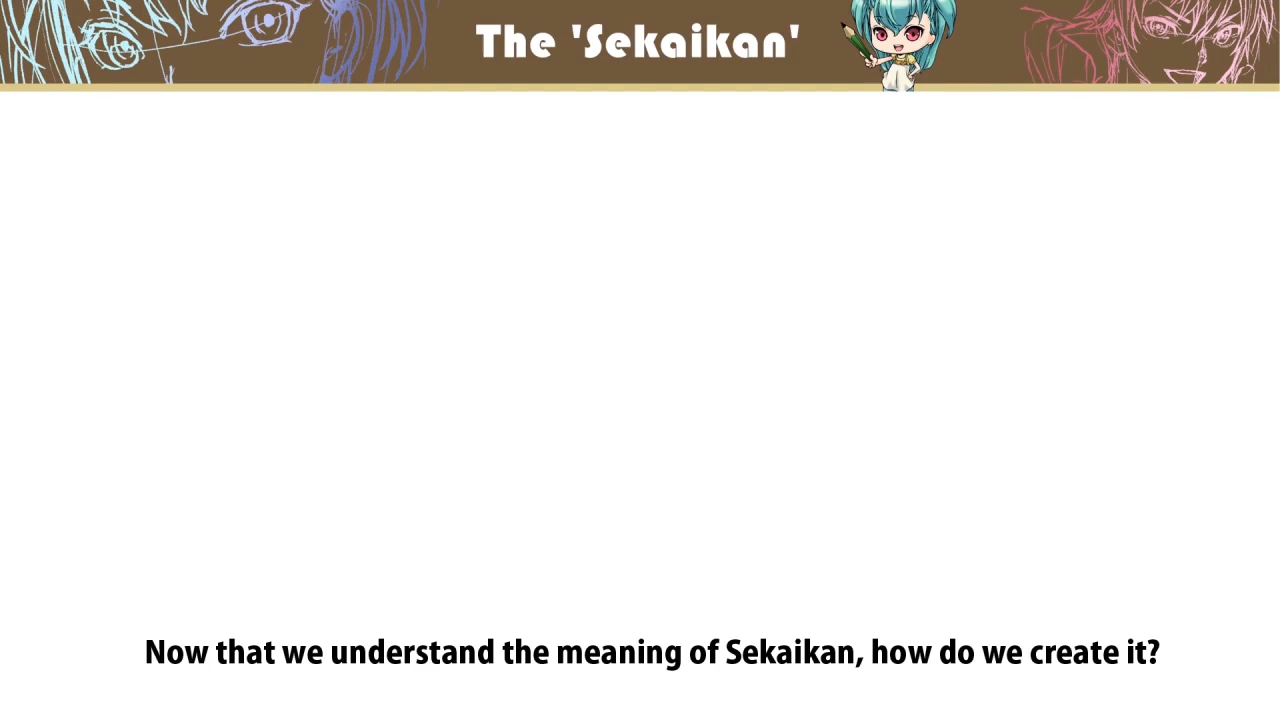 The 'Sekaikan'
Now that we understand the meaning of Sekaikan, how do we create it?